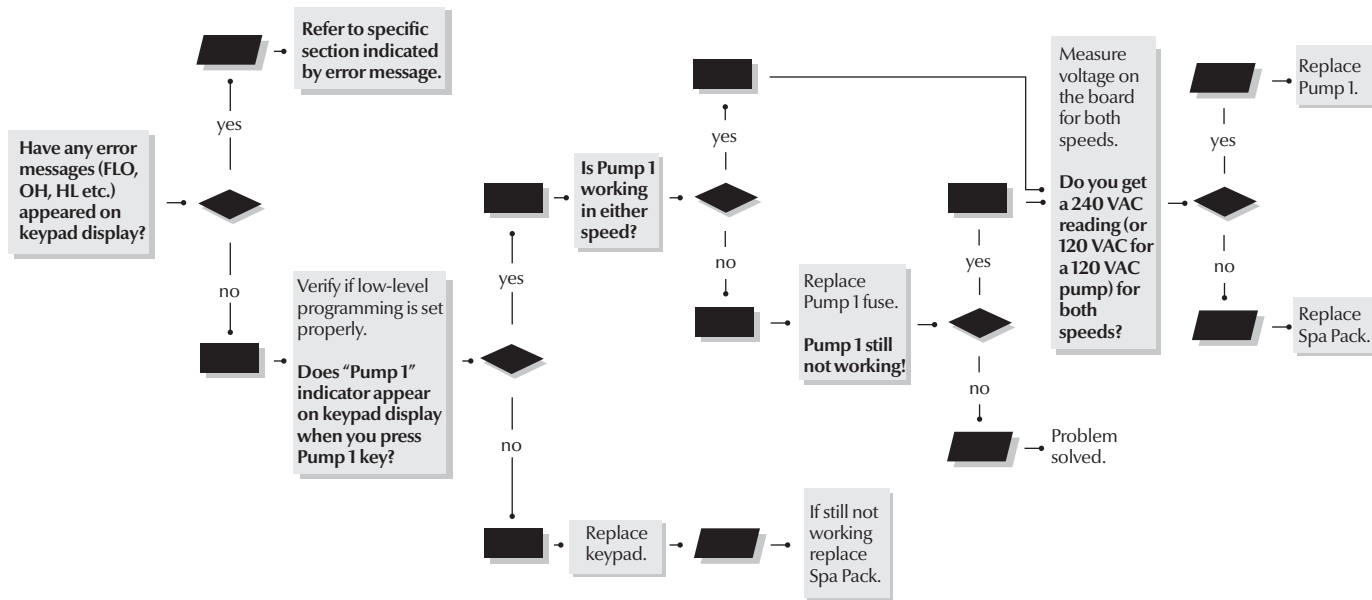 Have any error
messages (FLO,
OH, HL etc.)
appeared on
keypad display?
yes
Refer to specific
section indicated
by error message.
no
Verify if low-level
programming is set
properly.
Does “Pump 1”
indicator appear
on keypad display
when you press
Pump 1 key?
yes
Is Pump 1
working
in either
speed?
yes
no
Replace
Pump 1 fuse.
Pump 1 still
not working!
yes
no
Problem
solved.
Measure
voltage on
the board
for both
speeds.
Do you get
a 240 VAC
reading (or
120 VAC for
a 120 VAC
pump) for
both
speeds?
yes
Replace
Pump 1.
no
Replace
Spa Pack.
no
Replace
keypad.
If still not
working
replace
Spa Pack.